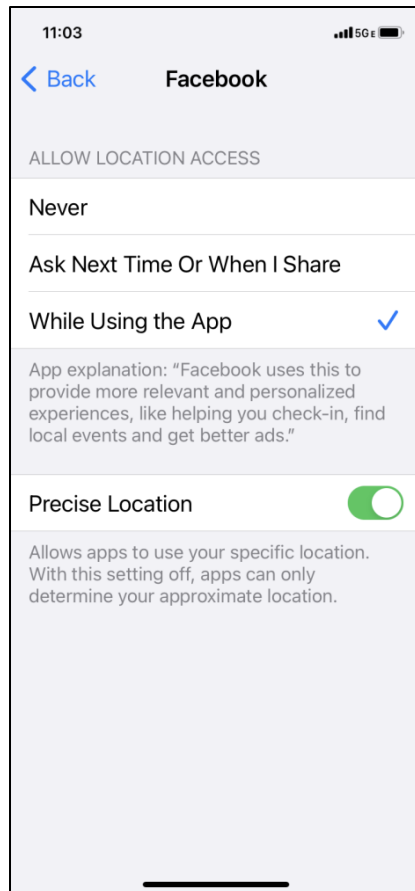 11:03 5GE
Back Facebook
ALLOW LOCATION ACCESS
Never
Ask Next Time Or When I Share
While Using the App
App explanation: “Facebook uses this to
provide more relevant and personalized
experiences, like helping you check-in, find
local events and get better ads.”
Precise Location
Allows apps to use your specific location.
With this setting off, apps can only
determine your approximate location.